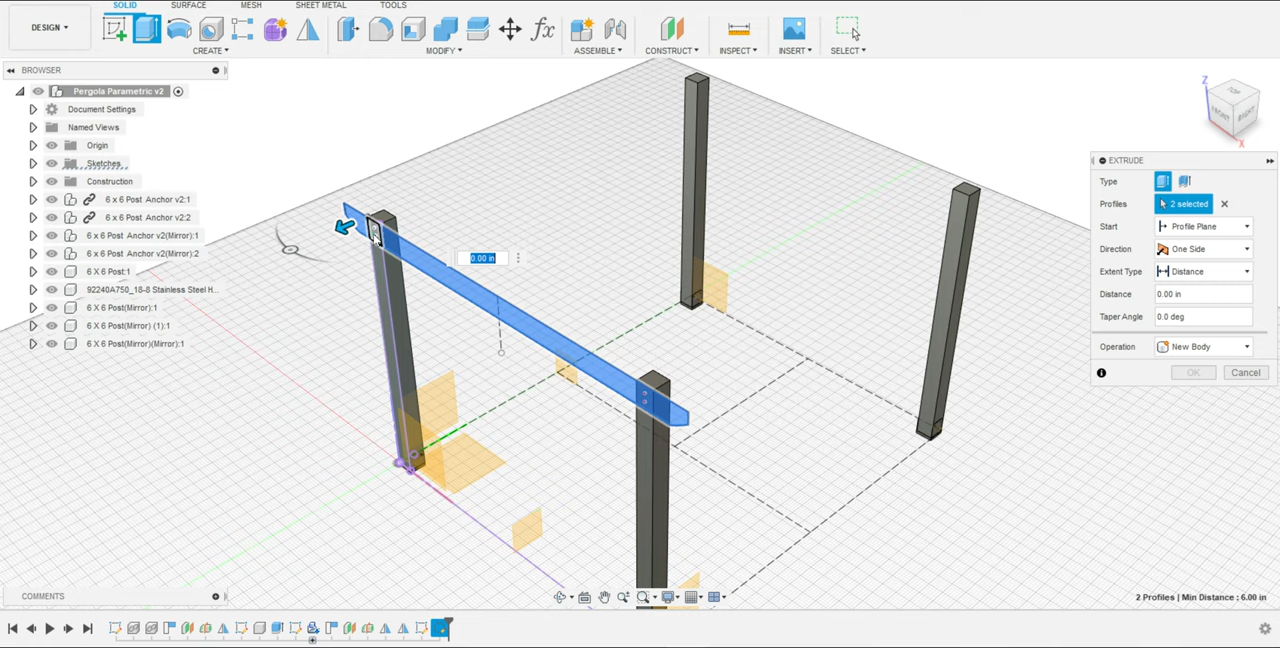 SOLID SURFACE MESH SHEET METAL TOOLS
DESIGN
CREATE MODIFY ASSEMBLE CONSTRUCT INSPECT INSERT SELECT
BROWSER
Pergola Parametric v2
Document Settings
Named Views
Origin
Sketches
Construction
6 x 6 Post Anchor v2:1
6 x 6 Post Anchor v2:2
6 x 6 Post Anchor v2(Mirror):1
6 x 6 Post Anchor v2(Mirror):2
6 X 6 Post:1
92240A750_18-8 Stainless Steel H...
6 X 6 Post(Mirror):1
6 X 6 Post(Mirror) (1):1
6 X 6 Post(Mirror)(Mirror):1
0.00 in
Z
TOP
FRONT
RIGHT
X
EXTRUDE
Type
Profiles 2 selected
Start Profile Plane
Direction One Side
Extent Type Distance
Distance 0.00 in
Taper Angle 0.0 deg
Operation New Body
OK Cancel
2 Profiles | Min Distance : 6.00 in
COMMENTS